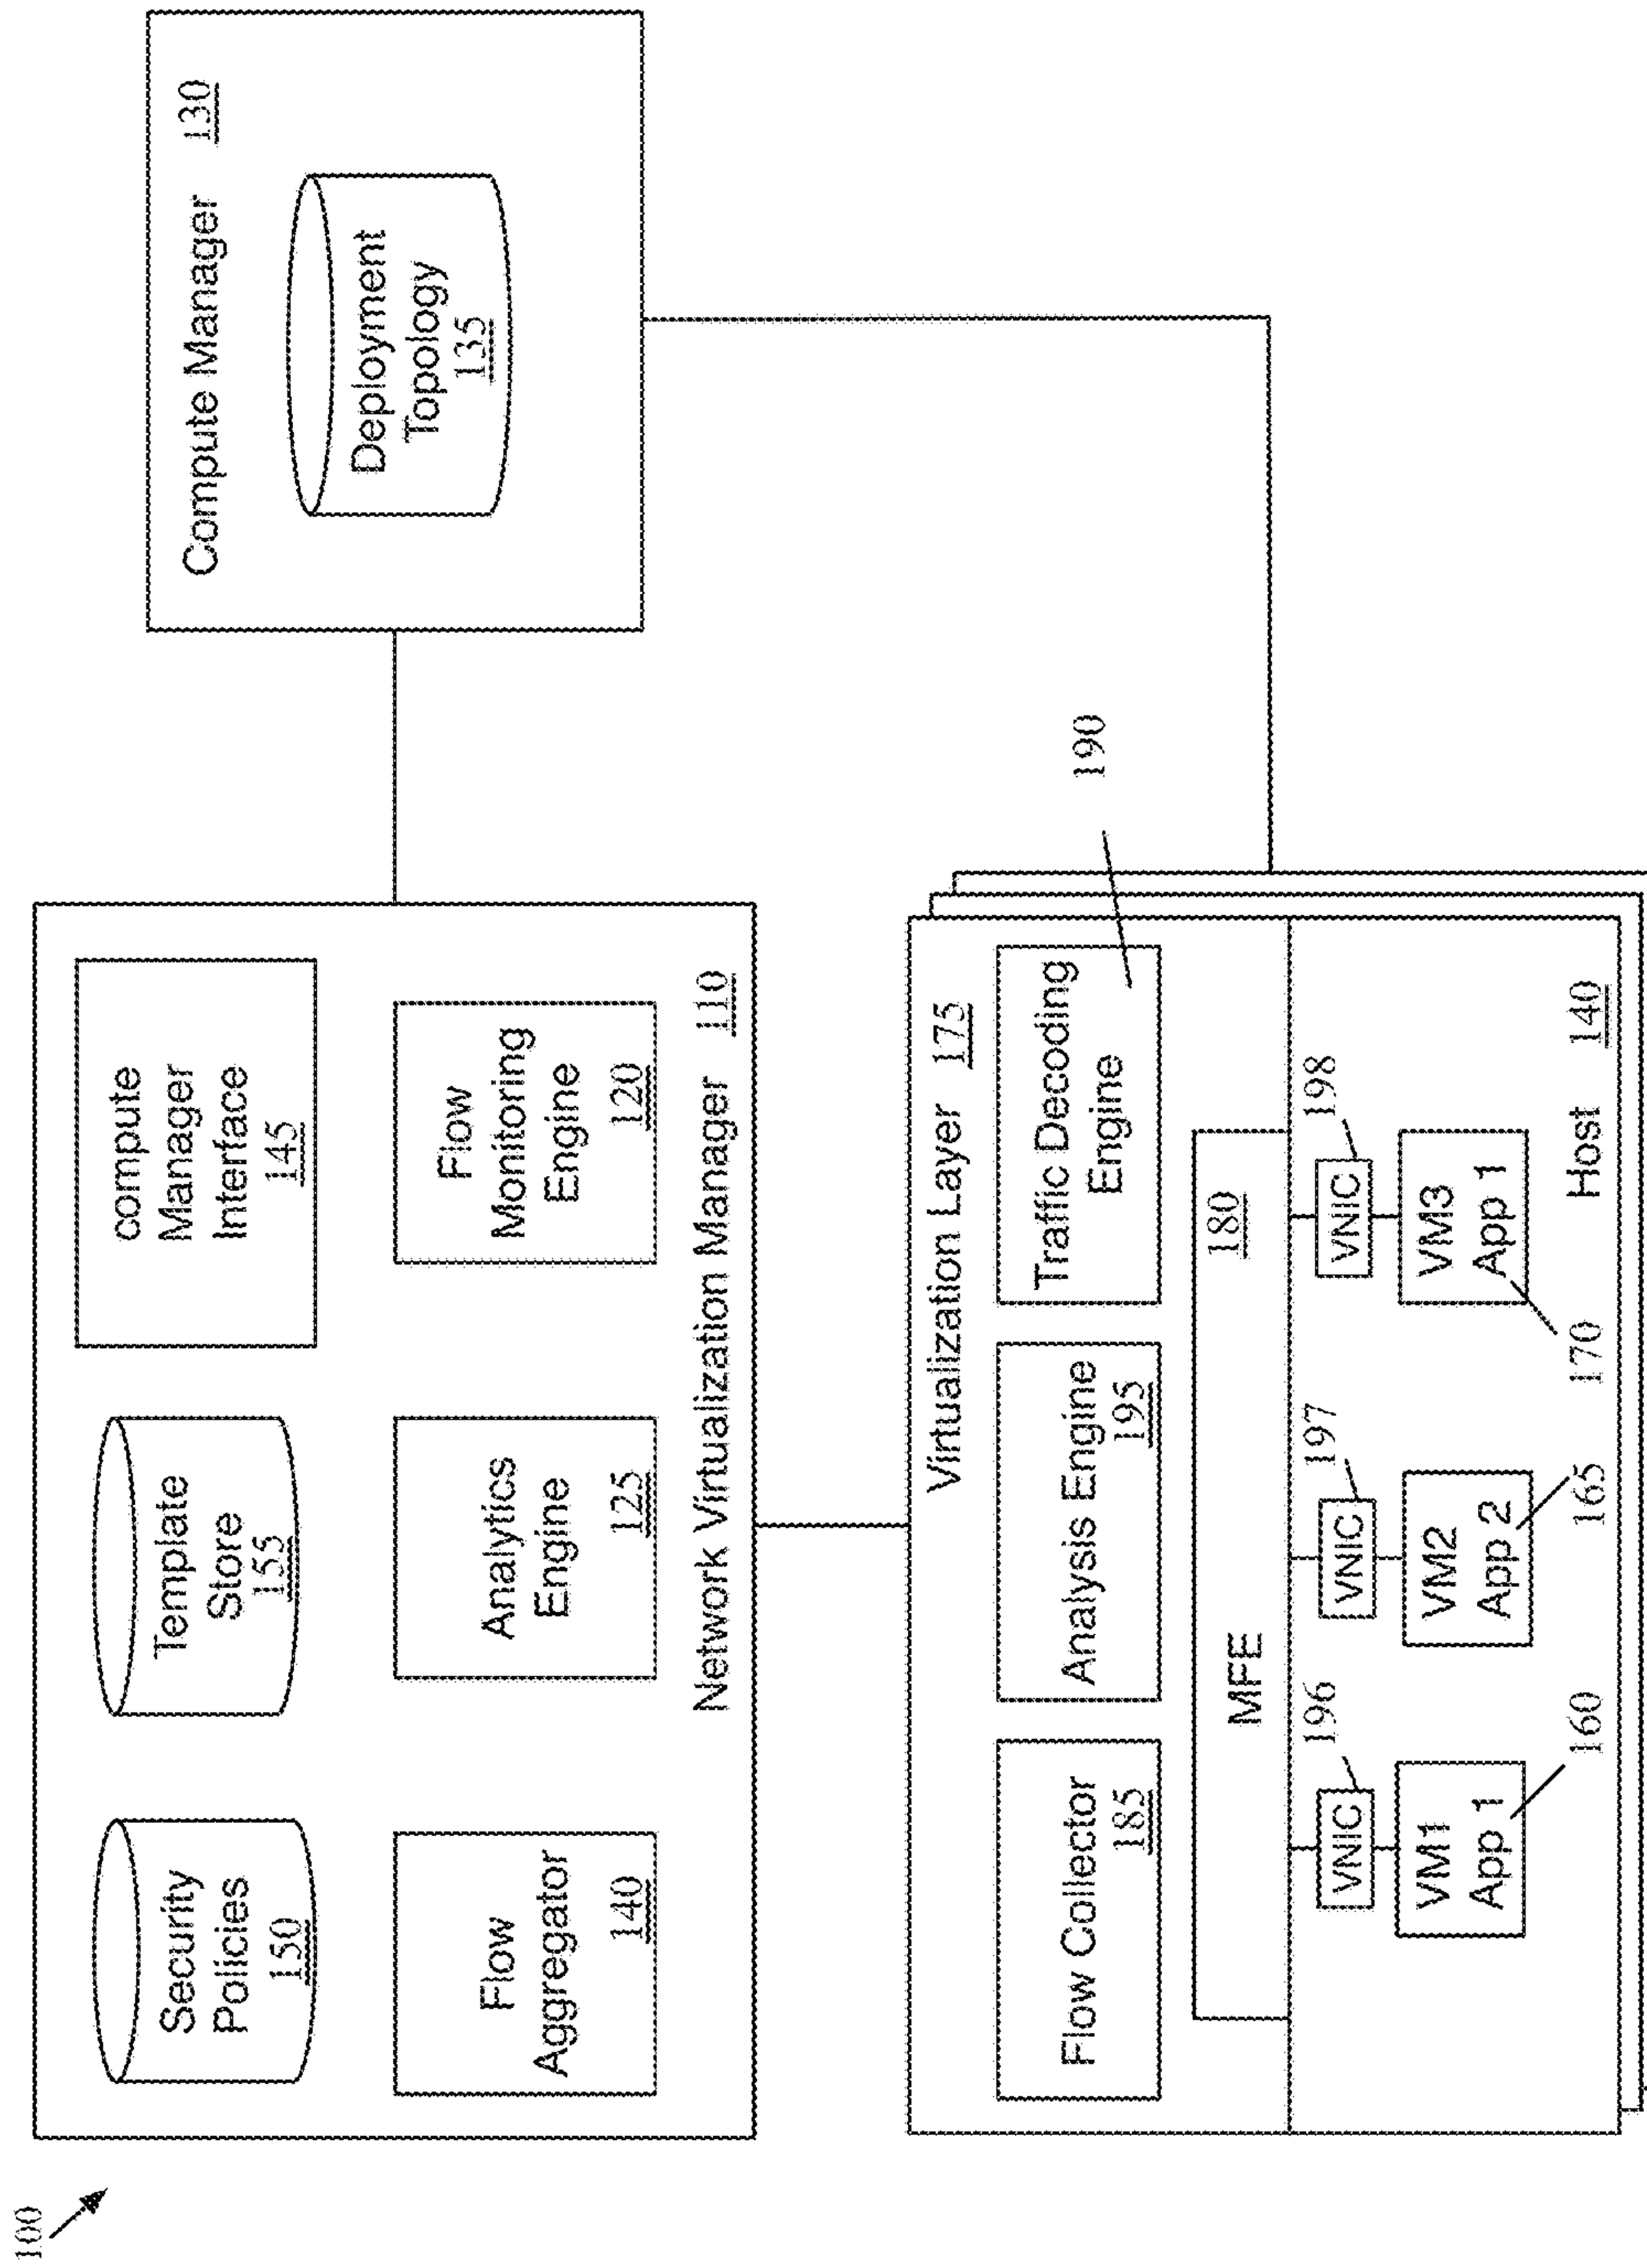 100
Security
Policies
150
Template
Store
155
compute
Manager
Interface
145
Flow
Aggregator
140
Analytics
Engine
125
Flow
Monitoring
Engine
120
Network Virtualization Manager 110
Compute Manager 130
Deployment
Topology
135
Virtualization Layer 175
Flow Collector
185
Analysis Engine
195
Traffic Decoding
Engine
190
MFE 180
196
197
198
VNIC
VNIC
VNIC
VM1
App 1
VM2
App 2
VM3
App 1
160
165
170
Host 140